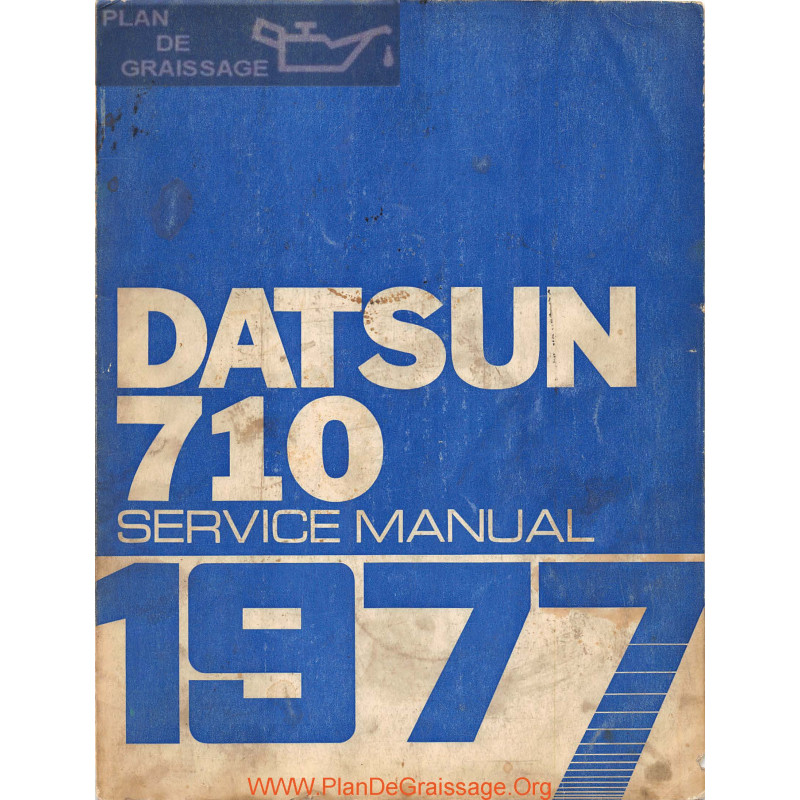 PLAN
DE
GRAISSAGE
DATSUN
710
SERVICE MANUAL
1977
www.PlanDeGraissage.Org